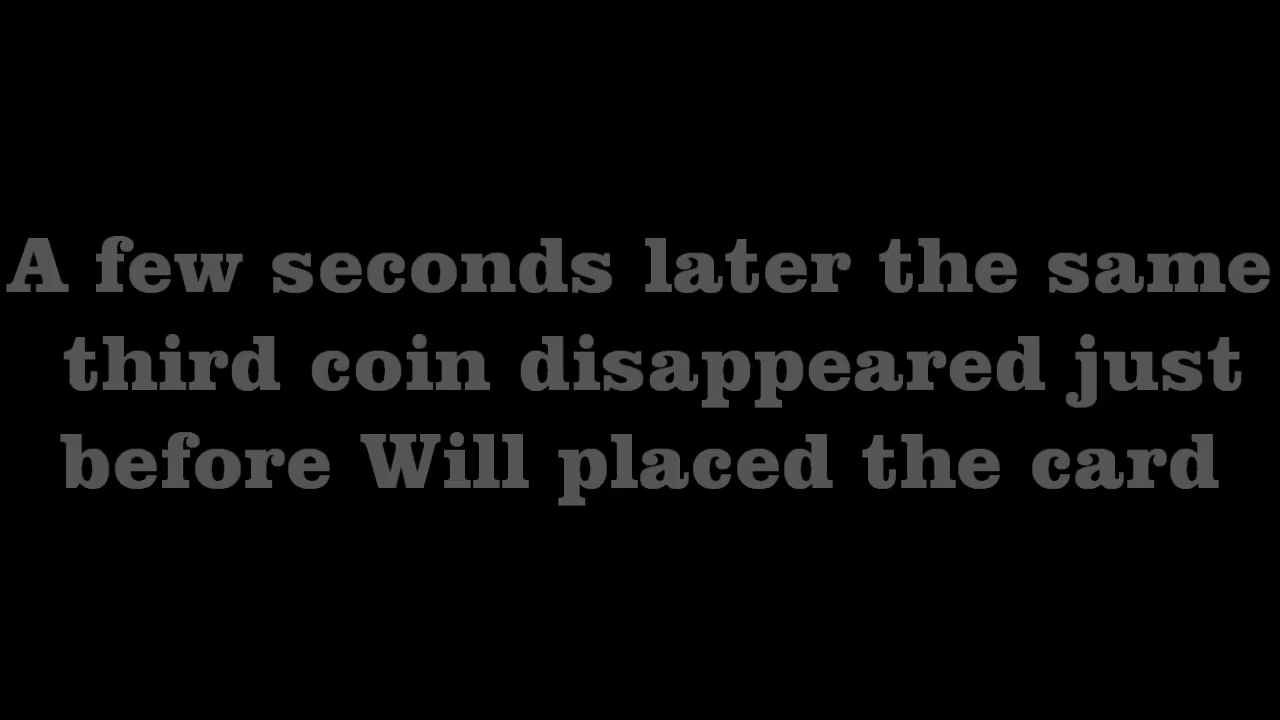 A few seconds later the same
third coin disappeared just
before Will placed the card